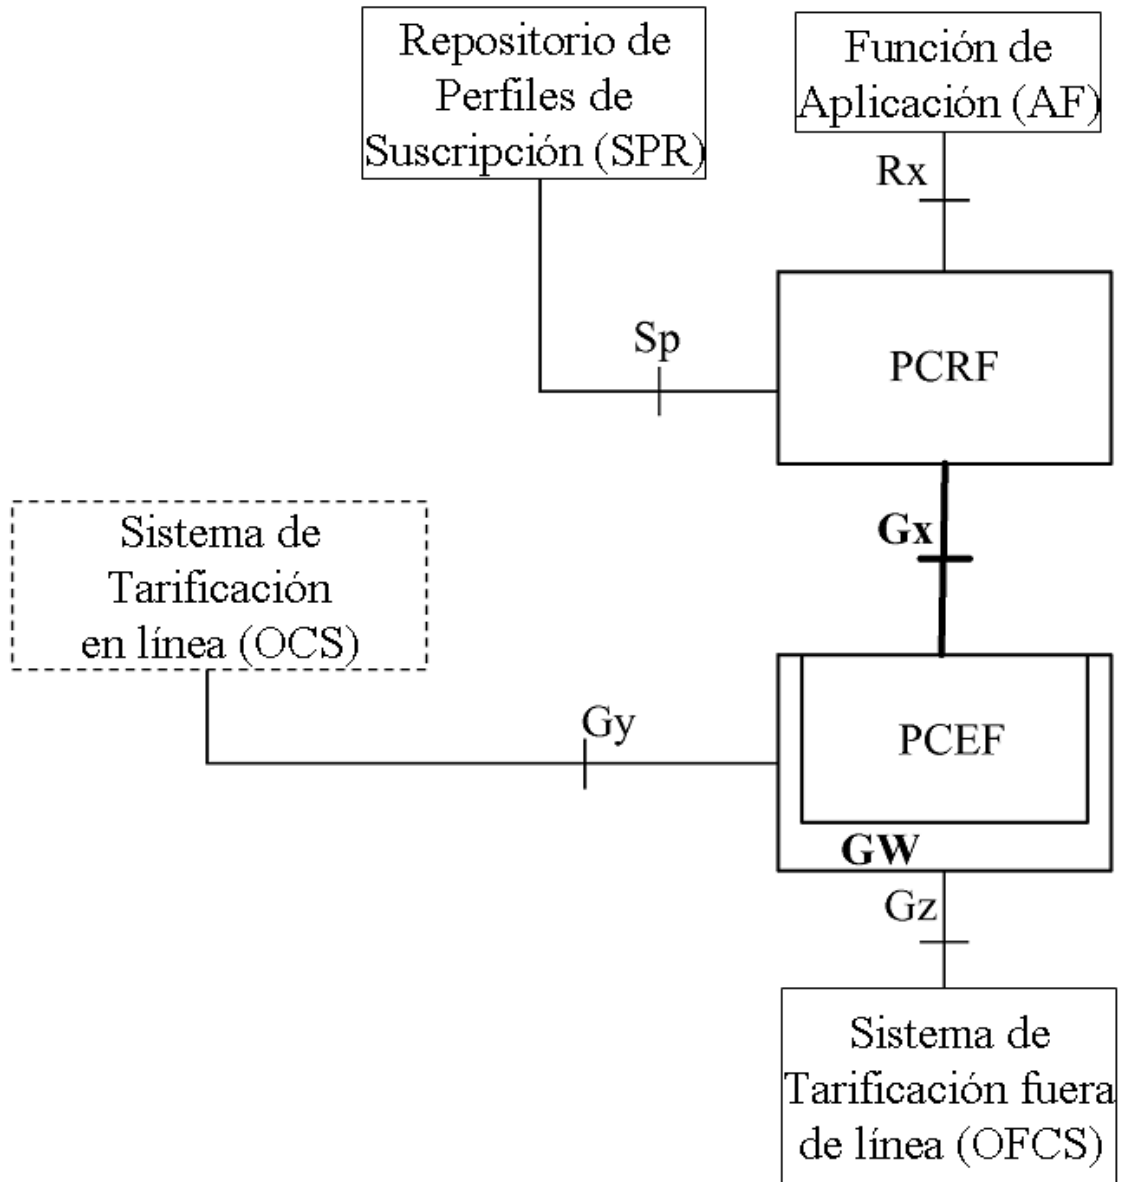 Repositorio de
Perfiles de
Suscripción (SPR)
Función de
Aplicación (AF)
Rx
Sp
PCRF
Sistema de
Tarificación
en línea (OCS)
Gx
Gy
PCEF
GW
Gz
Sistema de
Tarificación fuera
de línea (OFCS)